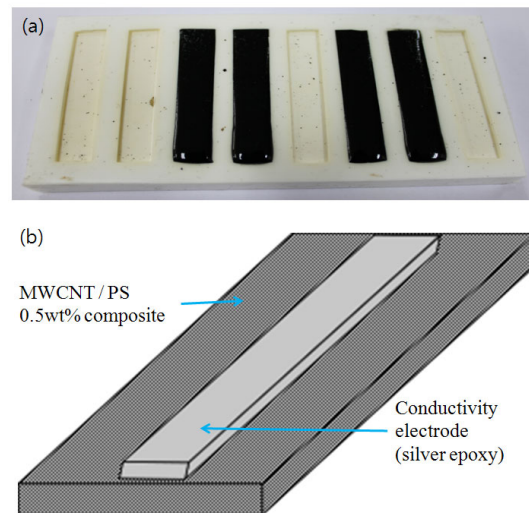 (a)
(b)
MWCNT / PS
0.5wt% composite
Conductivity
electrode
(silver epoxy)